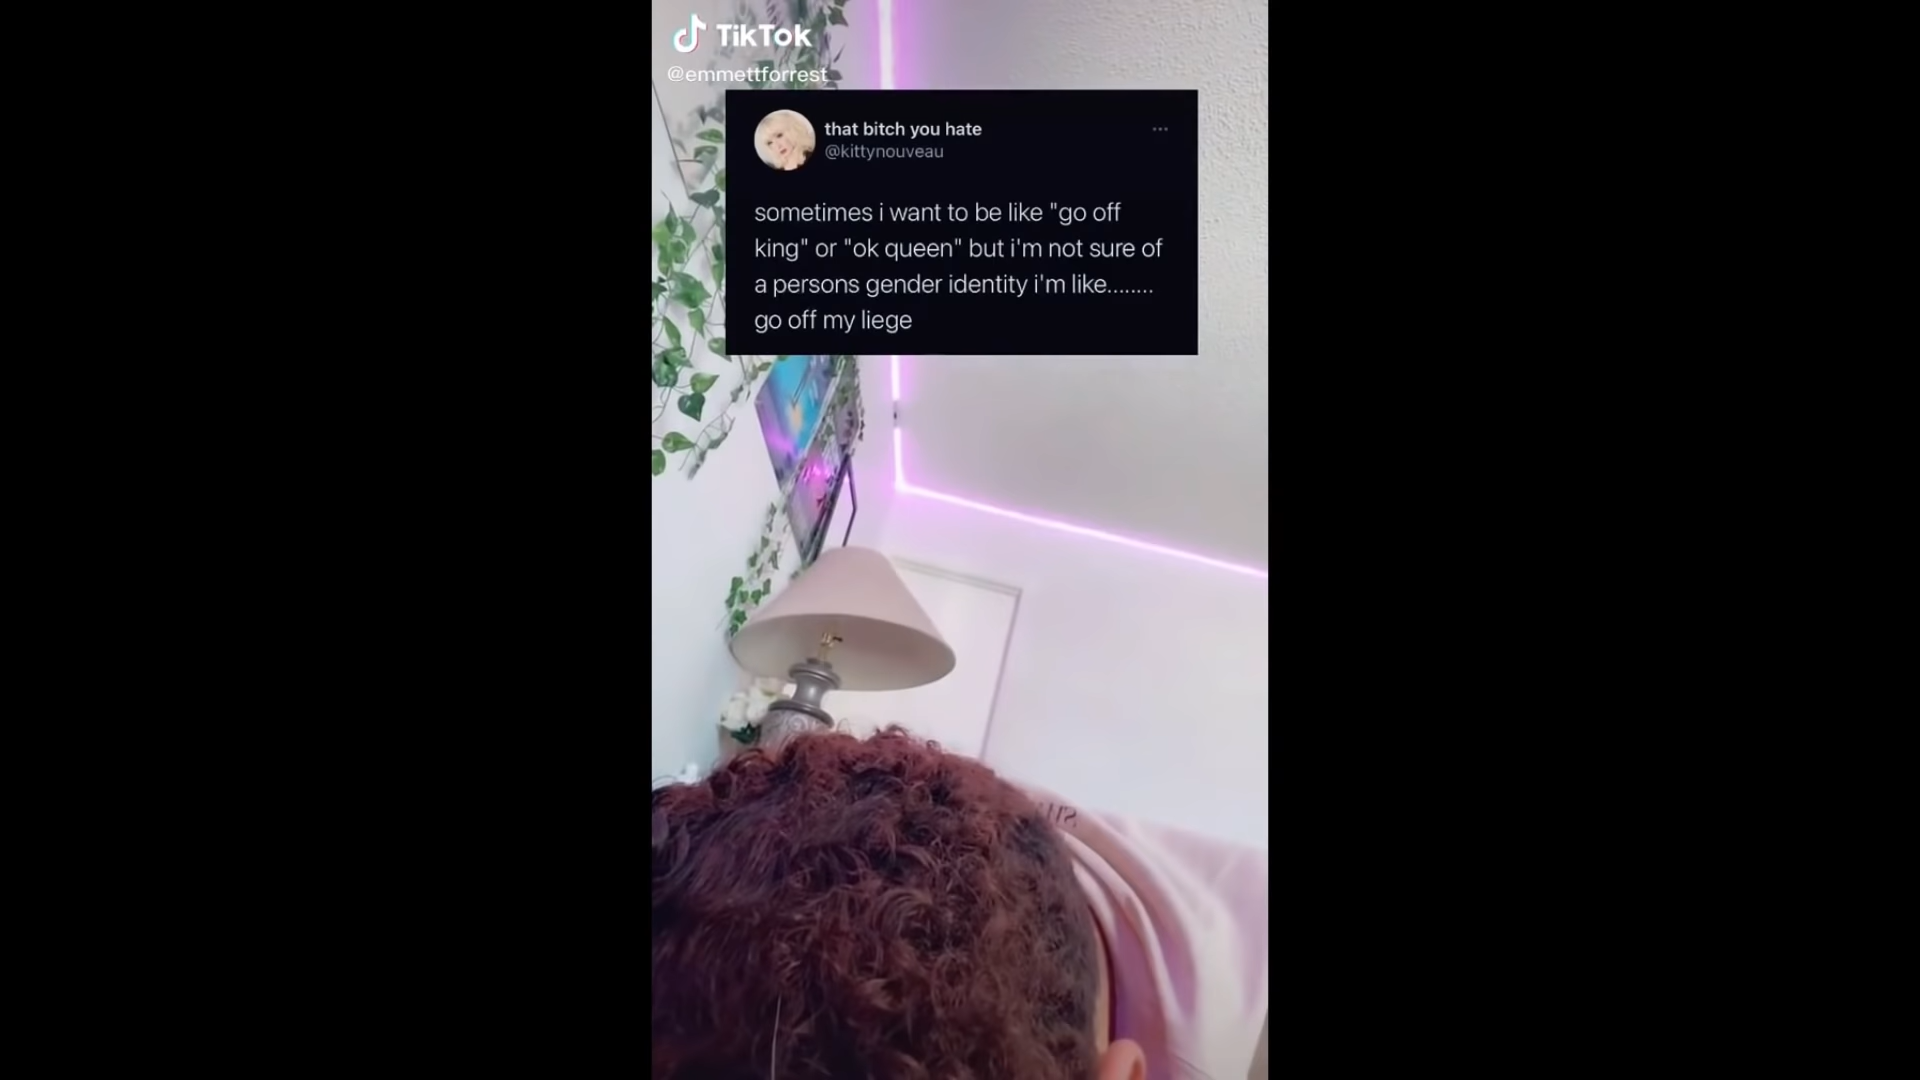 TikTok
@emmettforrest
that bitch you hate
@kittynouveau
sometimes i want to be like "go off
king" or "ok queen" but i'm not sure of
a persons gender identity i'm like........
go off my liege